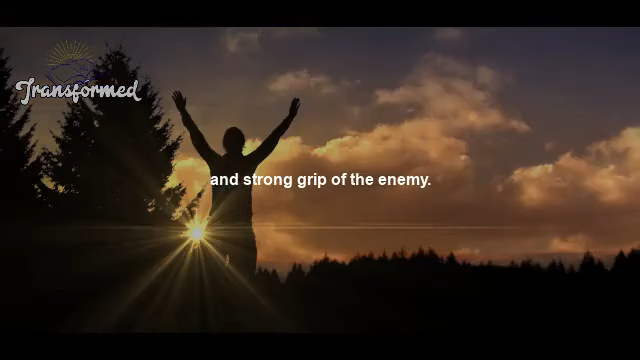 Transformed
and strong grip of the enemy.